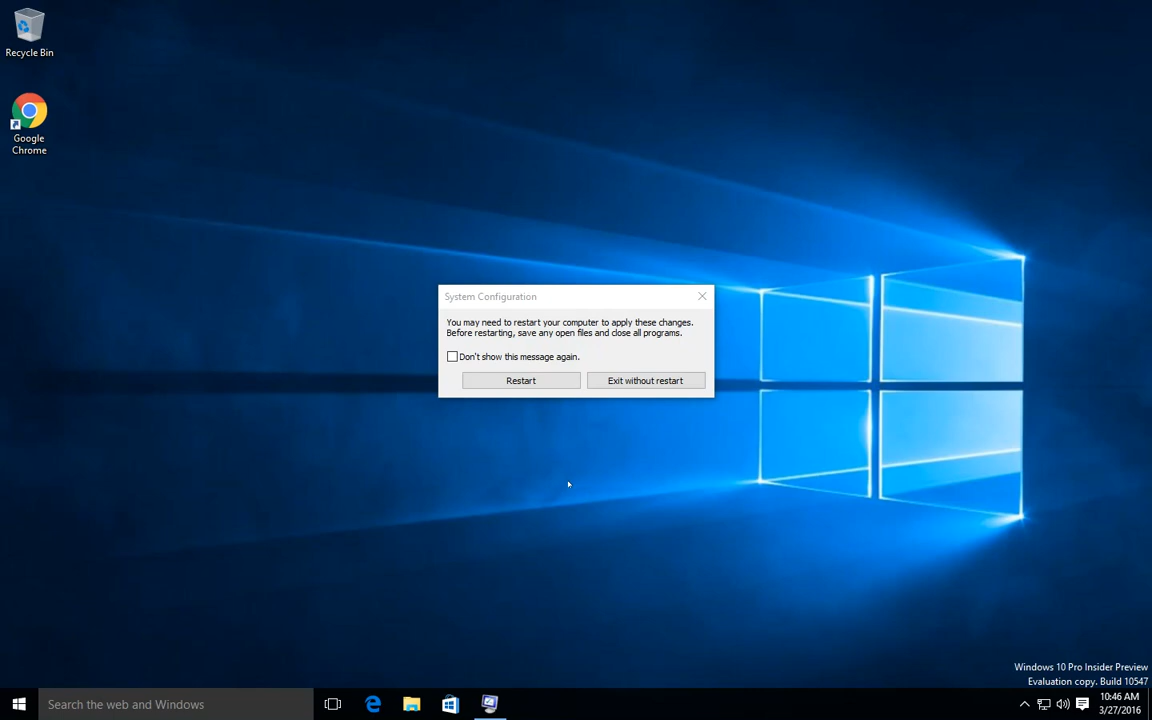 Recycle Bin
Google
Chrome
System Configuration
You may need to restart your computer to apply these changes.
Before restarting, save any open files and close all programs.
Don't show this message again.
Restart
Exit without restart
Windows 10 Pro Insider Preview
Evaluation copy. Build 10547
Search the web and Windows
10:46 AM
3/27/2016